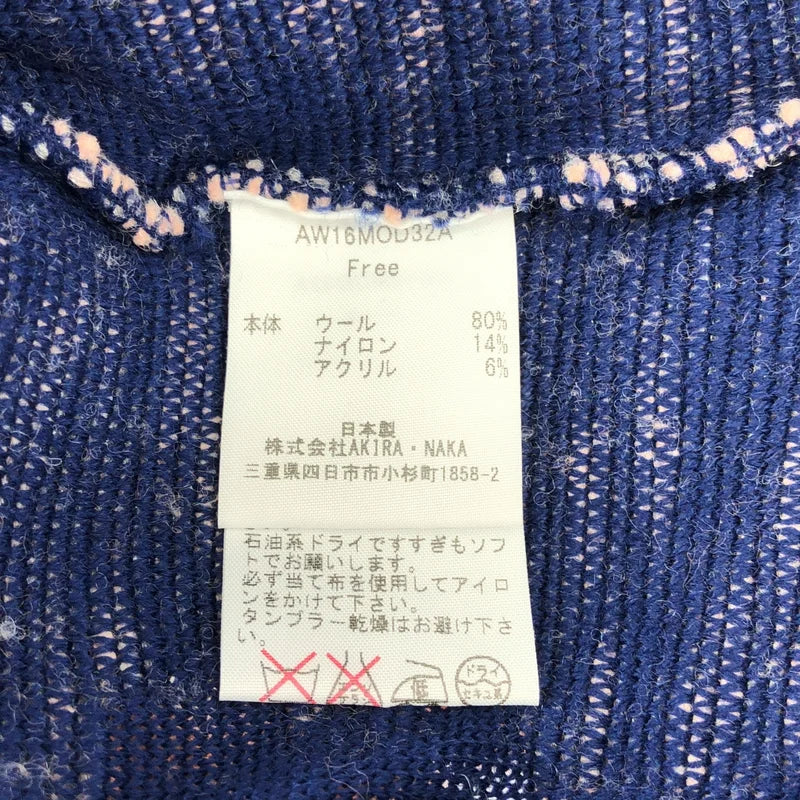 AW16MOD32A
Free
本体 ウール 80%
ナイロン 14%
アクリル 6%
日本製
株式会社AKIRA・NAKA
三重県四日市市小杉町1858-2
石油系ドライですすぎもソフ
トでお願いします。
必ず当て布を使用してアイロ
ンをかけて下さい。
タンブラー乾燥はお避け下さ
い。
低
ドライ
セキユ系